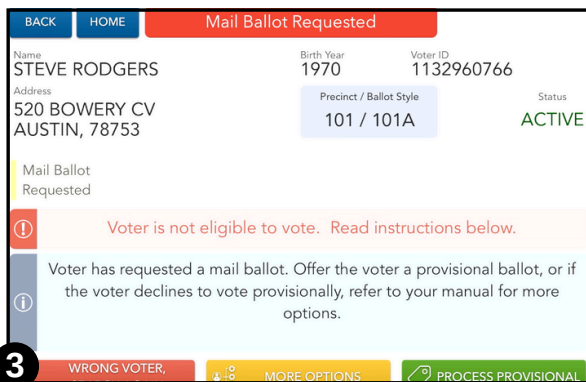 BACK HOME Mail Ballot Requested
Name Birth Year Voter ID
STEVE RODGERS 1970 1132960766
Address Precinct / Ballot Style Status
520 BOWERY CV 101 / 101A ACTIVE
AUSTIN, 78753
Mail Ballot
Requested
Voter is not eligible to vote. Read instructions below.
Voter has requested a mail ballot. Offer the voter a provisional ballot, or if
the voter declines to vote provisionally, refer to your manual for more
options.
3 WRONG VOTER, MORE OPTIONS PROCESS PROVISIONAL